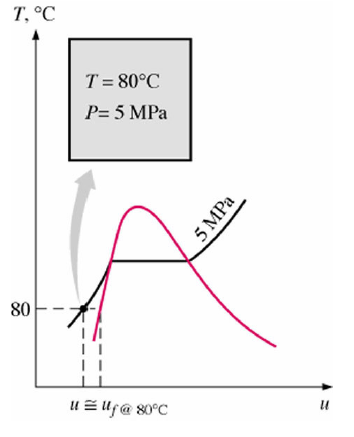 T, °C
T = 80°C
P= 5 MPa
5 MPa
80
u ≅ u_f@ 80°C
u